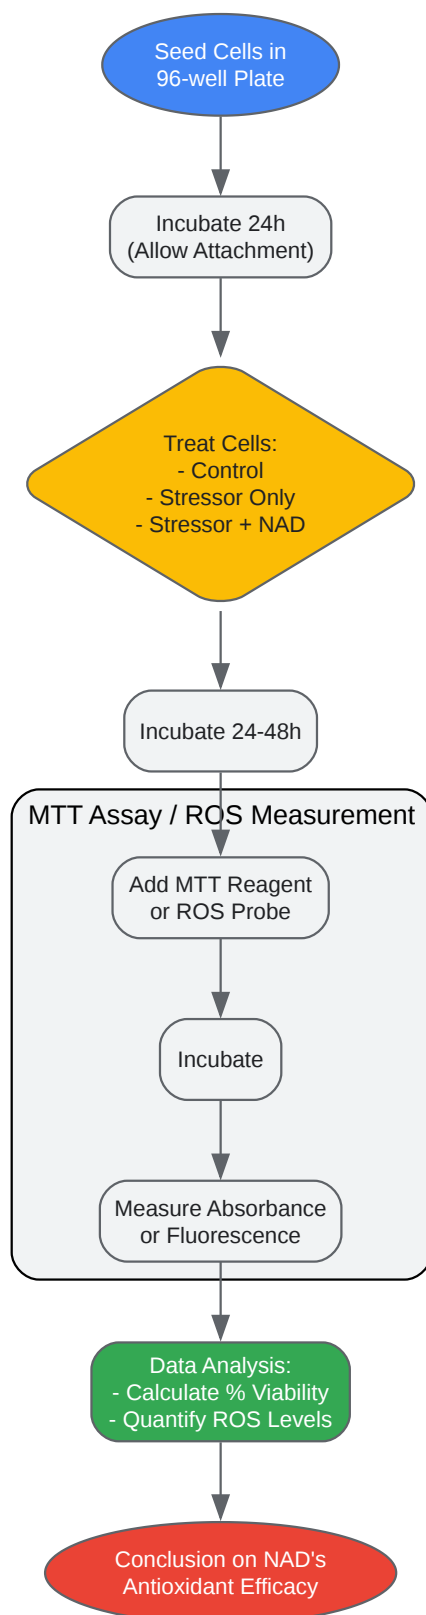 Seed Cells in
96-well Plate
Incubate 24h
(Allow Attachment)
Treat Cells:
- Control
- Stressor Only
- Stressor + NAD
Incubate 24-48h
MTT Assay / ROS Measurement
Add MTT Reagent
or ROS Probe
Incubate
Measure Absorbance
or Fluorescence
Data Analysis:
- Calculate % Viability
- Quantify ROS Levels
Conclusion on NAD's
Antioxidant Efficacy